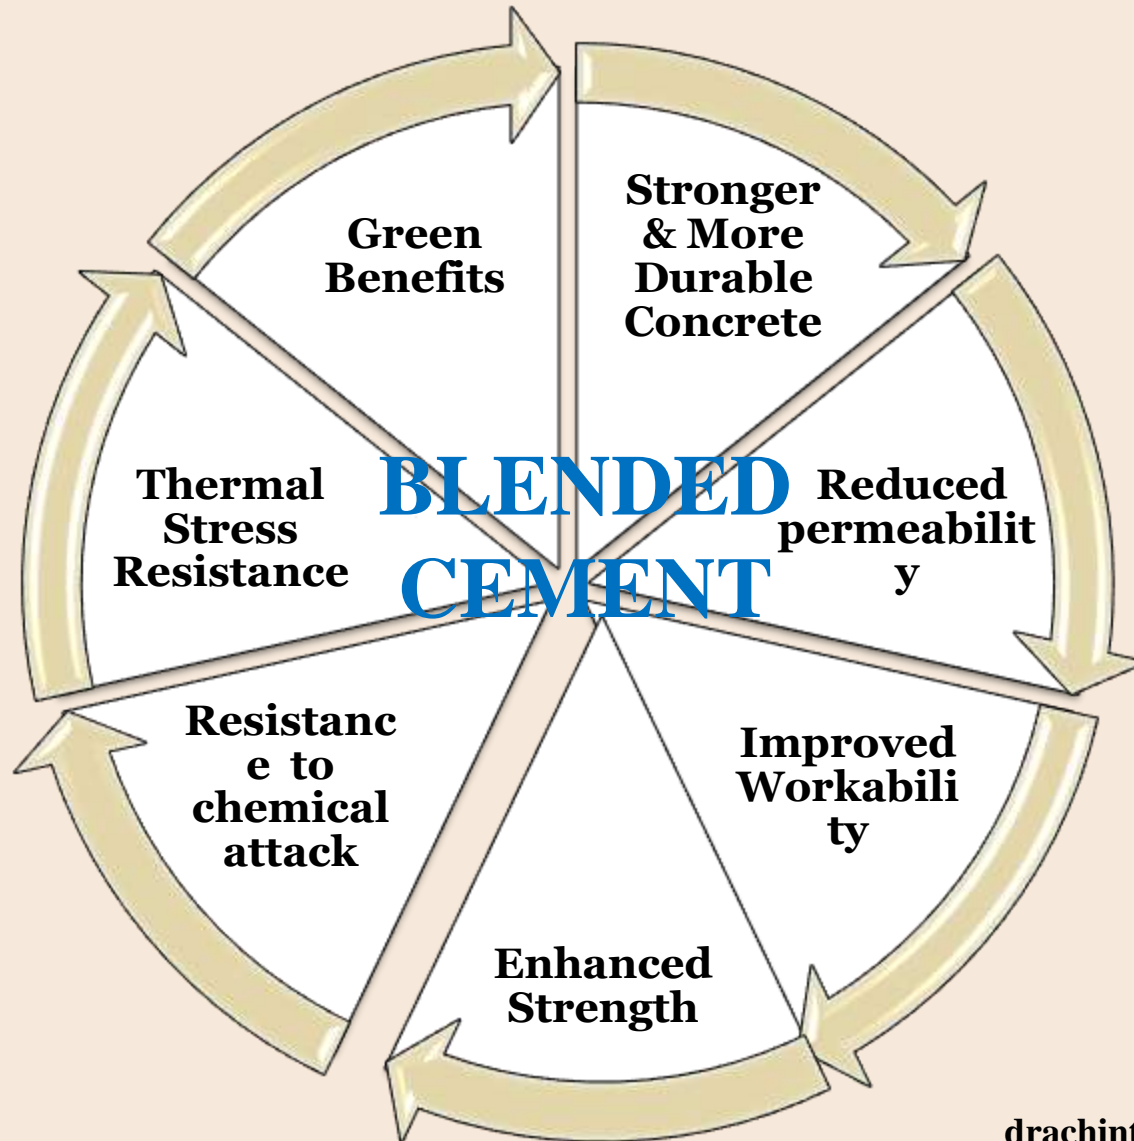 Stronger
& More
Durable
Concrete
Reduced
permeabilit
y
Improved
Workabili
ty
Enhanced
Strength
Resistanc
e to
chemical
attack
Thermal
Stress
Resistance
Green
Benefits
BLENDED
CEMENT
drachint